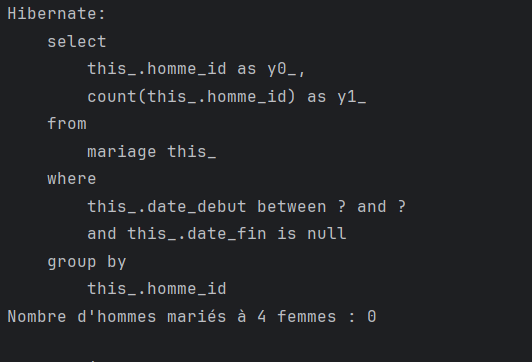 Hibernate:
    select
        this_.homme_id as y0_,
        count(this_.homme_id) as y1_
    from
        mariage this_
    where
        this_.date_debut between ? and ?
        and this_.date_fin is null
    group by
        this_.homme_id
Nombre d'hommes mariés à 4 femmes : 0